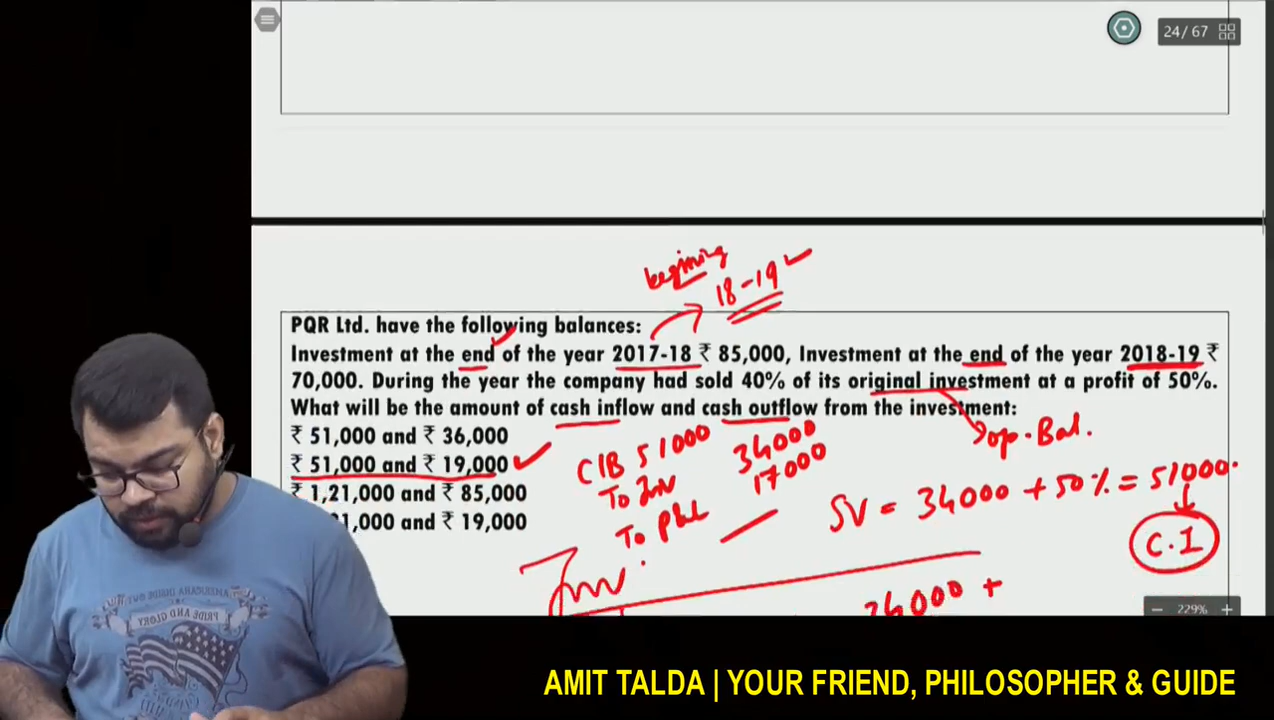 24/67
begining
18-19
PQR Ltd. have the following balances:
Investment at the end of the year 2017-18 ₹ 85,000, Investment at the end of the year 2018-19 ₹
70,000. During the year the company had sold 40% of its original investment at a profit of 50%.
What will be the amount of cash inflow and cash outflow from the investment:
₹ 51,000 and ₹ 36,000
₹ 51,000 and ₹ 19,000
₹ 1,21,000 and ₹ 85,000
21,000 and ₹ 19,000
op. Bal.
C/B 51000
To Inv 34000
To P&L 17000
SV = 34000 + 50% = 51000.
C.I
Inv.
34000 +
229%
AMIT TALDA | YOUR FRIEND, PHILOSOPHER & GUIDE